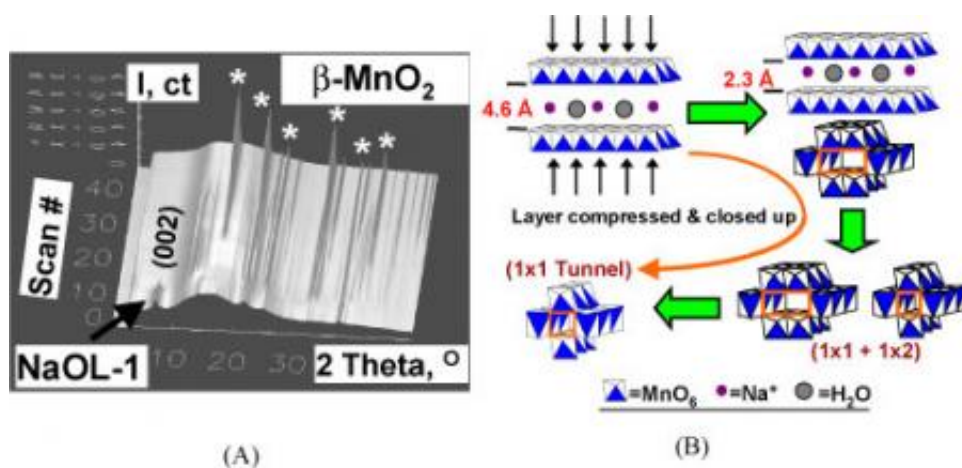 I, ct
β-MnO₂
* * * * * *
Scan #
40
30
20
10
0
(002)
NaOL-1
10 20 30
2 Theta, °
(A)
(B)
4.6 Å
2.3 Å
Layer compressed & closed up
(1x1 Tunnel)
(1x1 + 1x2)
=MnO₆ =Na⁺ =H₂O